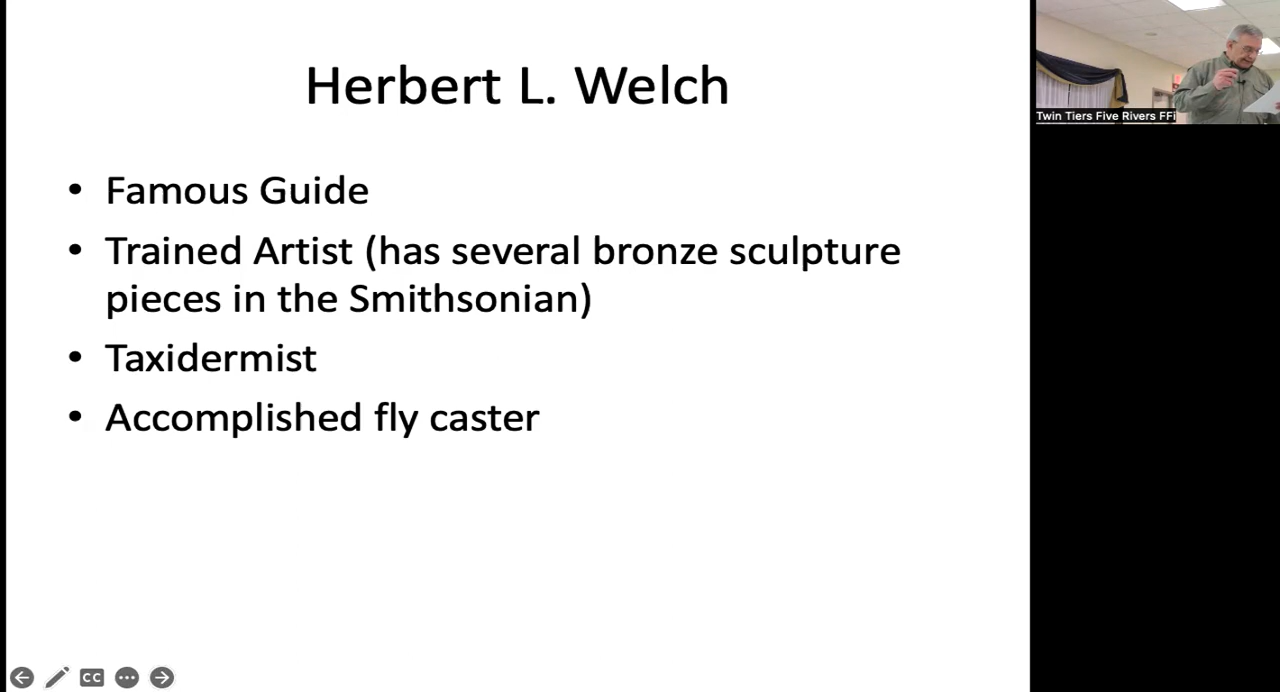 Herbert L. Welch
• Famous Guide
• Trained Artist (has several bronze sculpture
pieces in the Smithsonian)
• Taxidermist
• Accomplished fly caster
Twin Tiers Five Rivers FFi
CC